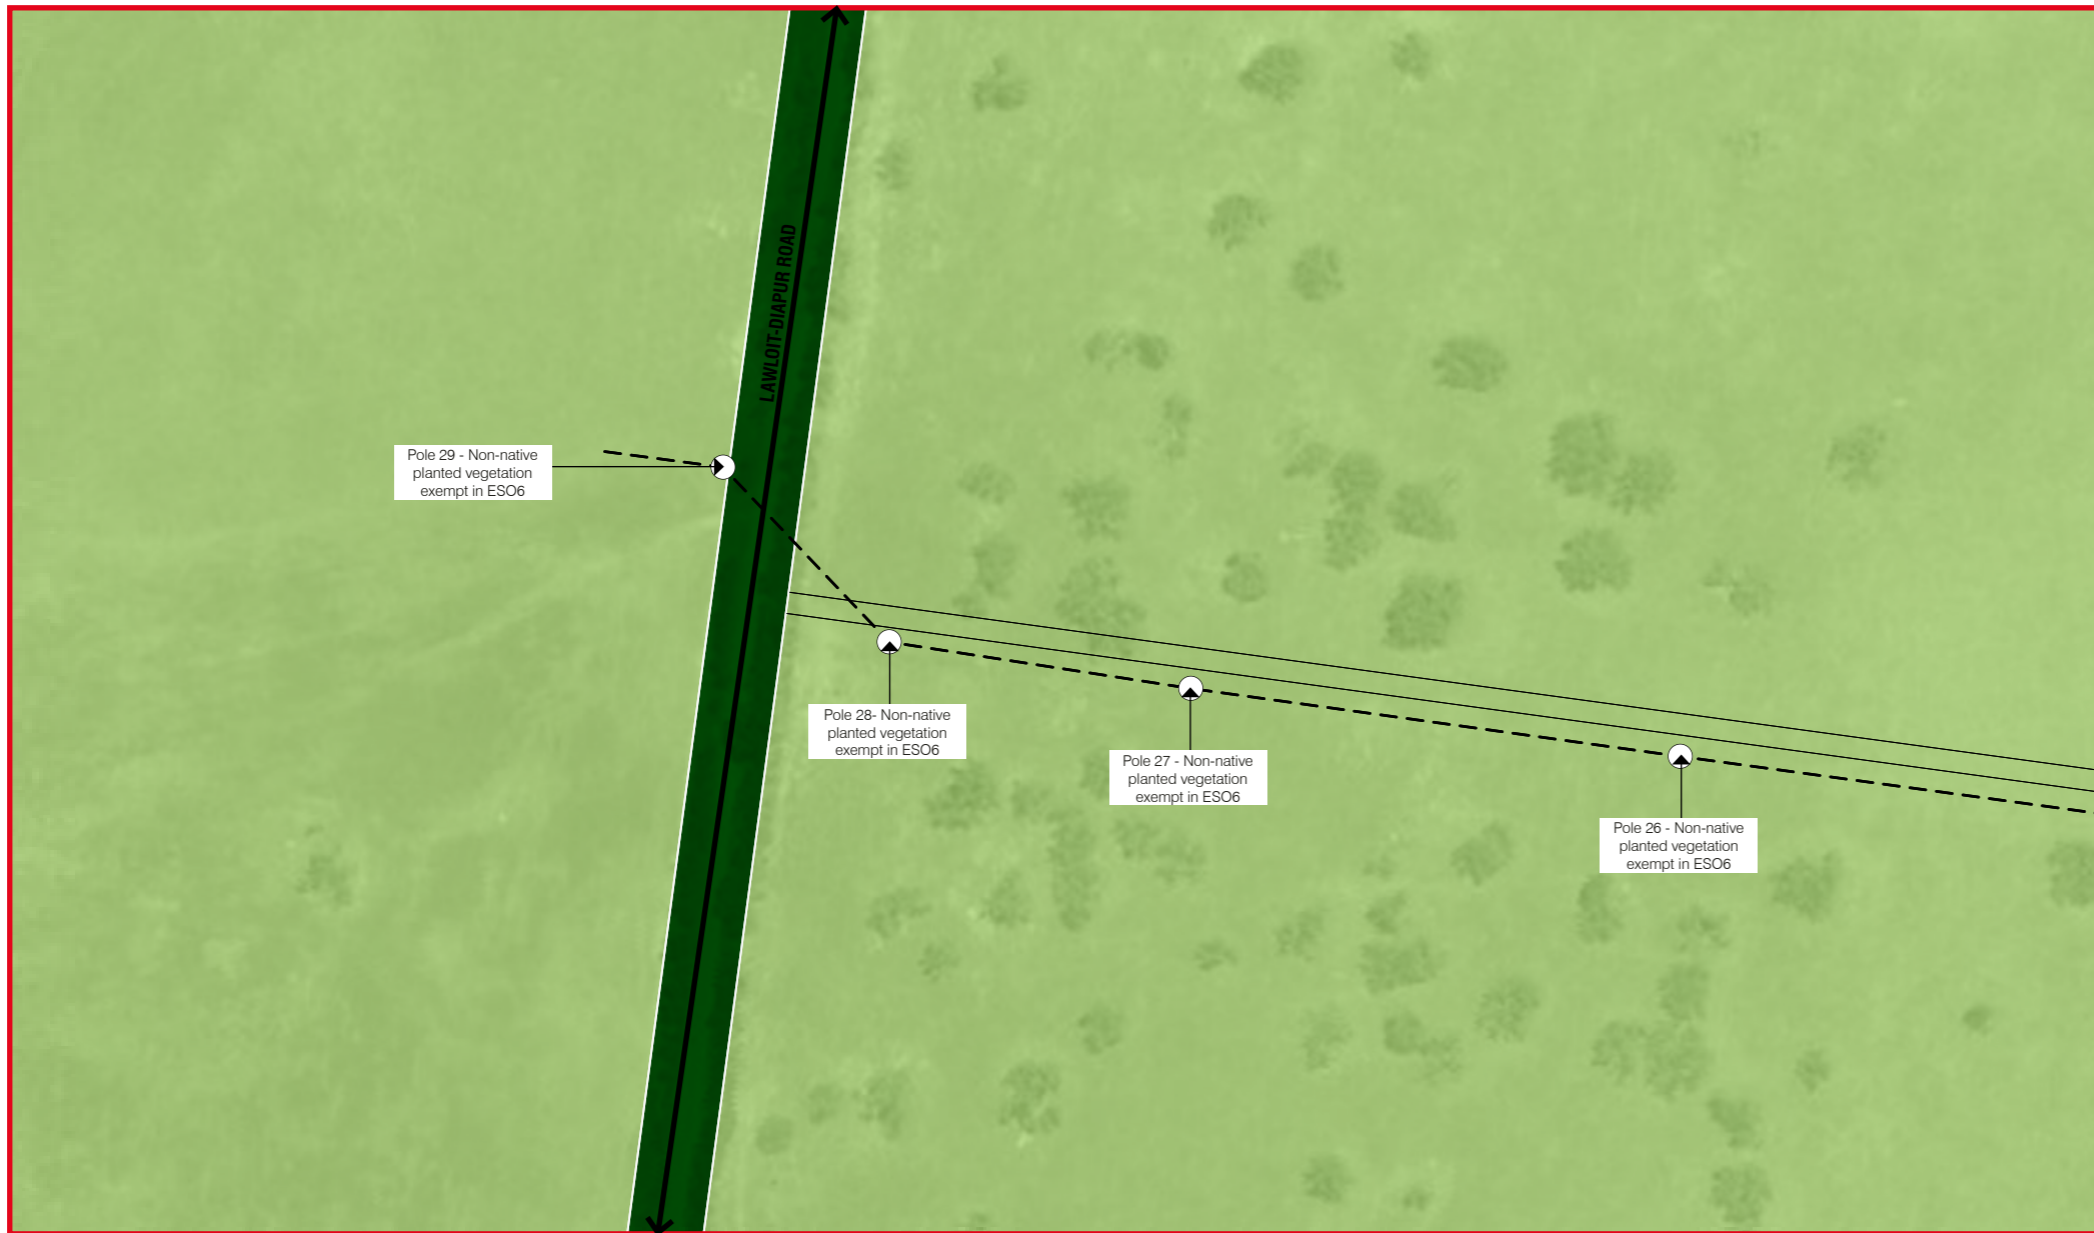 LAWLOIT-DIAPUR ROAD
Pole 29 - Non-native
planted vegetation
exempt in ESO6
Pole 28- Non-native
planted vegetation
exempt in ESO6
Pole 27 - Non-native
planted vegetation
exempt in ESO6
Pole 26 - Non-native
planted vegetation
exempt in ESO6